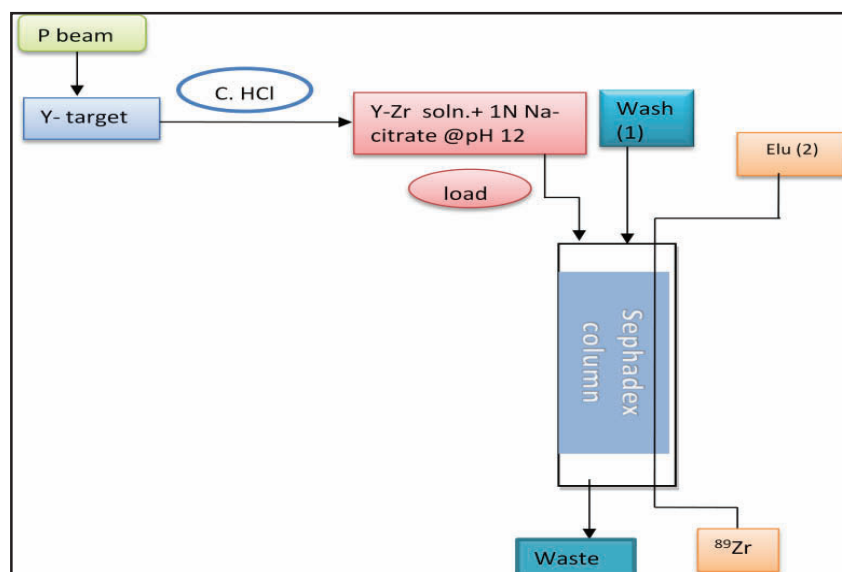 P beam
Y- target
C. HCl
Y-Zr soln.+ 1N Na-
citrate @pH 12
Wash
(1)
Elu (2)
load
Sephadex
column
Waste
⁸⁹Zr